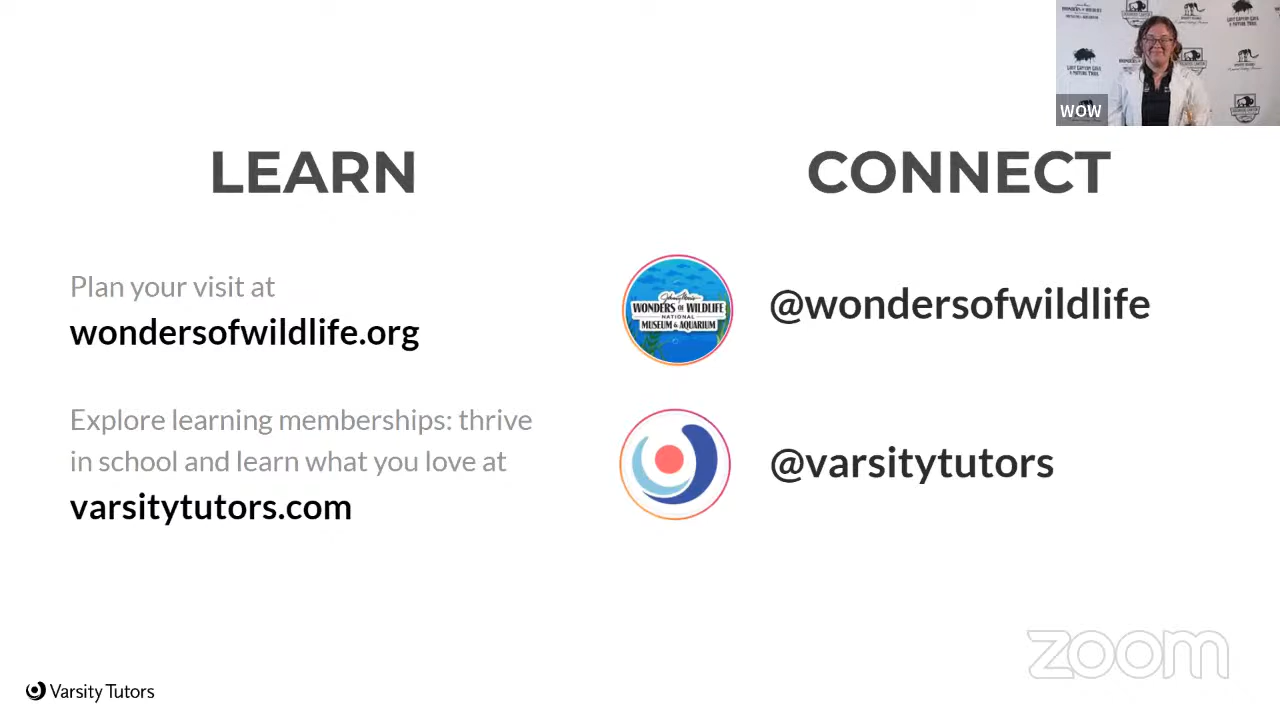 WOW
LEARN
Plan your visit at
wondersofwildlife.org
Explore learning memberships: thrive
in school and learn what you love at
varsitytutors.com
CONNECT
WONDERS OF WILDLIFE
NATIONAL
MUSEUM & AQUARIUM
@wondersofwildlife
@varsitytutors
zoom
Varsity Tutors